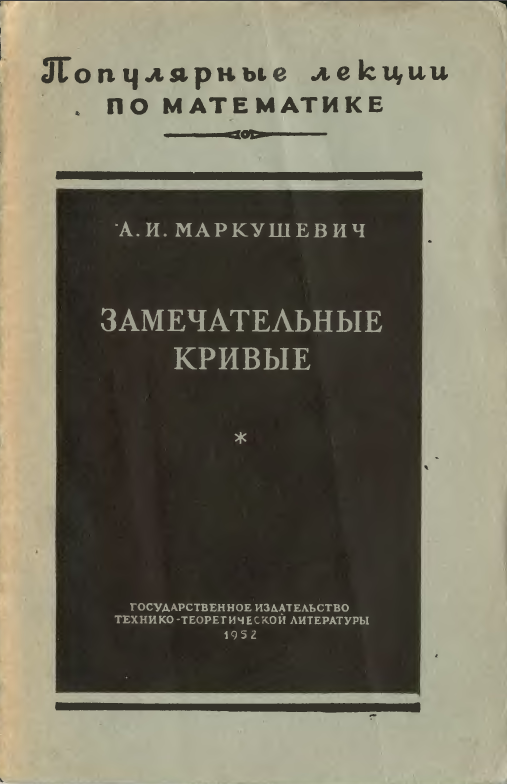 Популярные лекции
ПО МАТЕМАТИКЕ
А. И. МАРКУШЕВИЧ
ЗАМЕЧАТЕЛЬНЫЕ
КРИВЫЕ
*
ГОСУДАРСТВЕННОЕ ИЗДАТЕЛЬСТВО
ТЕХНИКО-ТЕОРЕТИЧЕСКОЙ ЛИТЕРАТУРЫ
1952